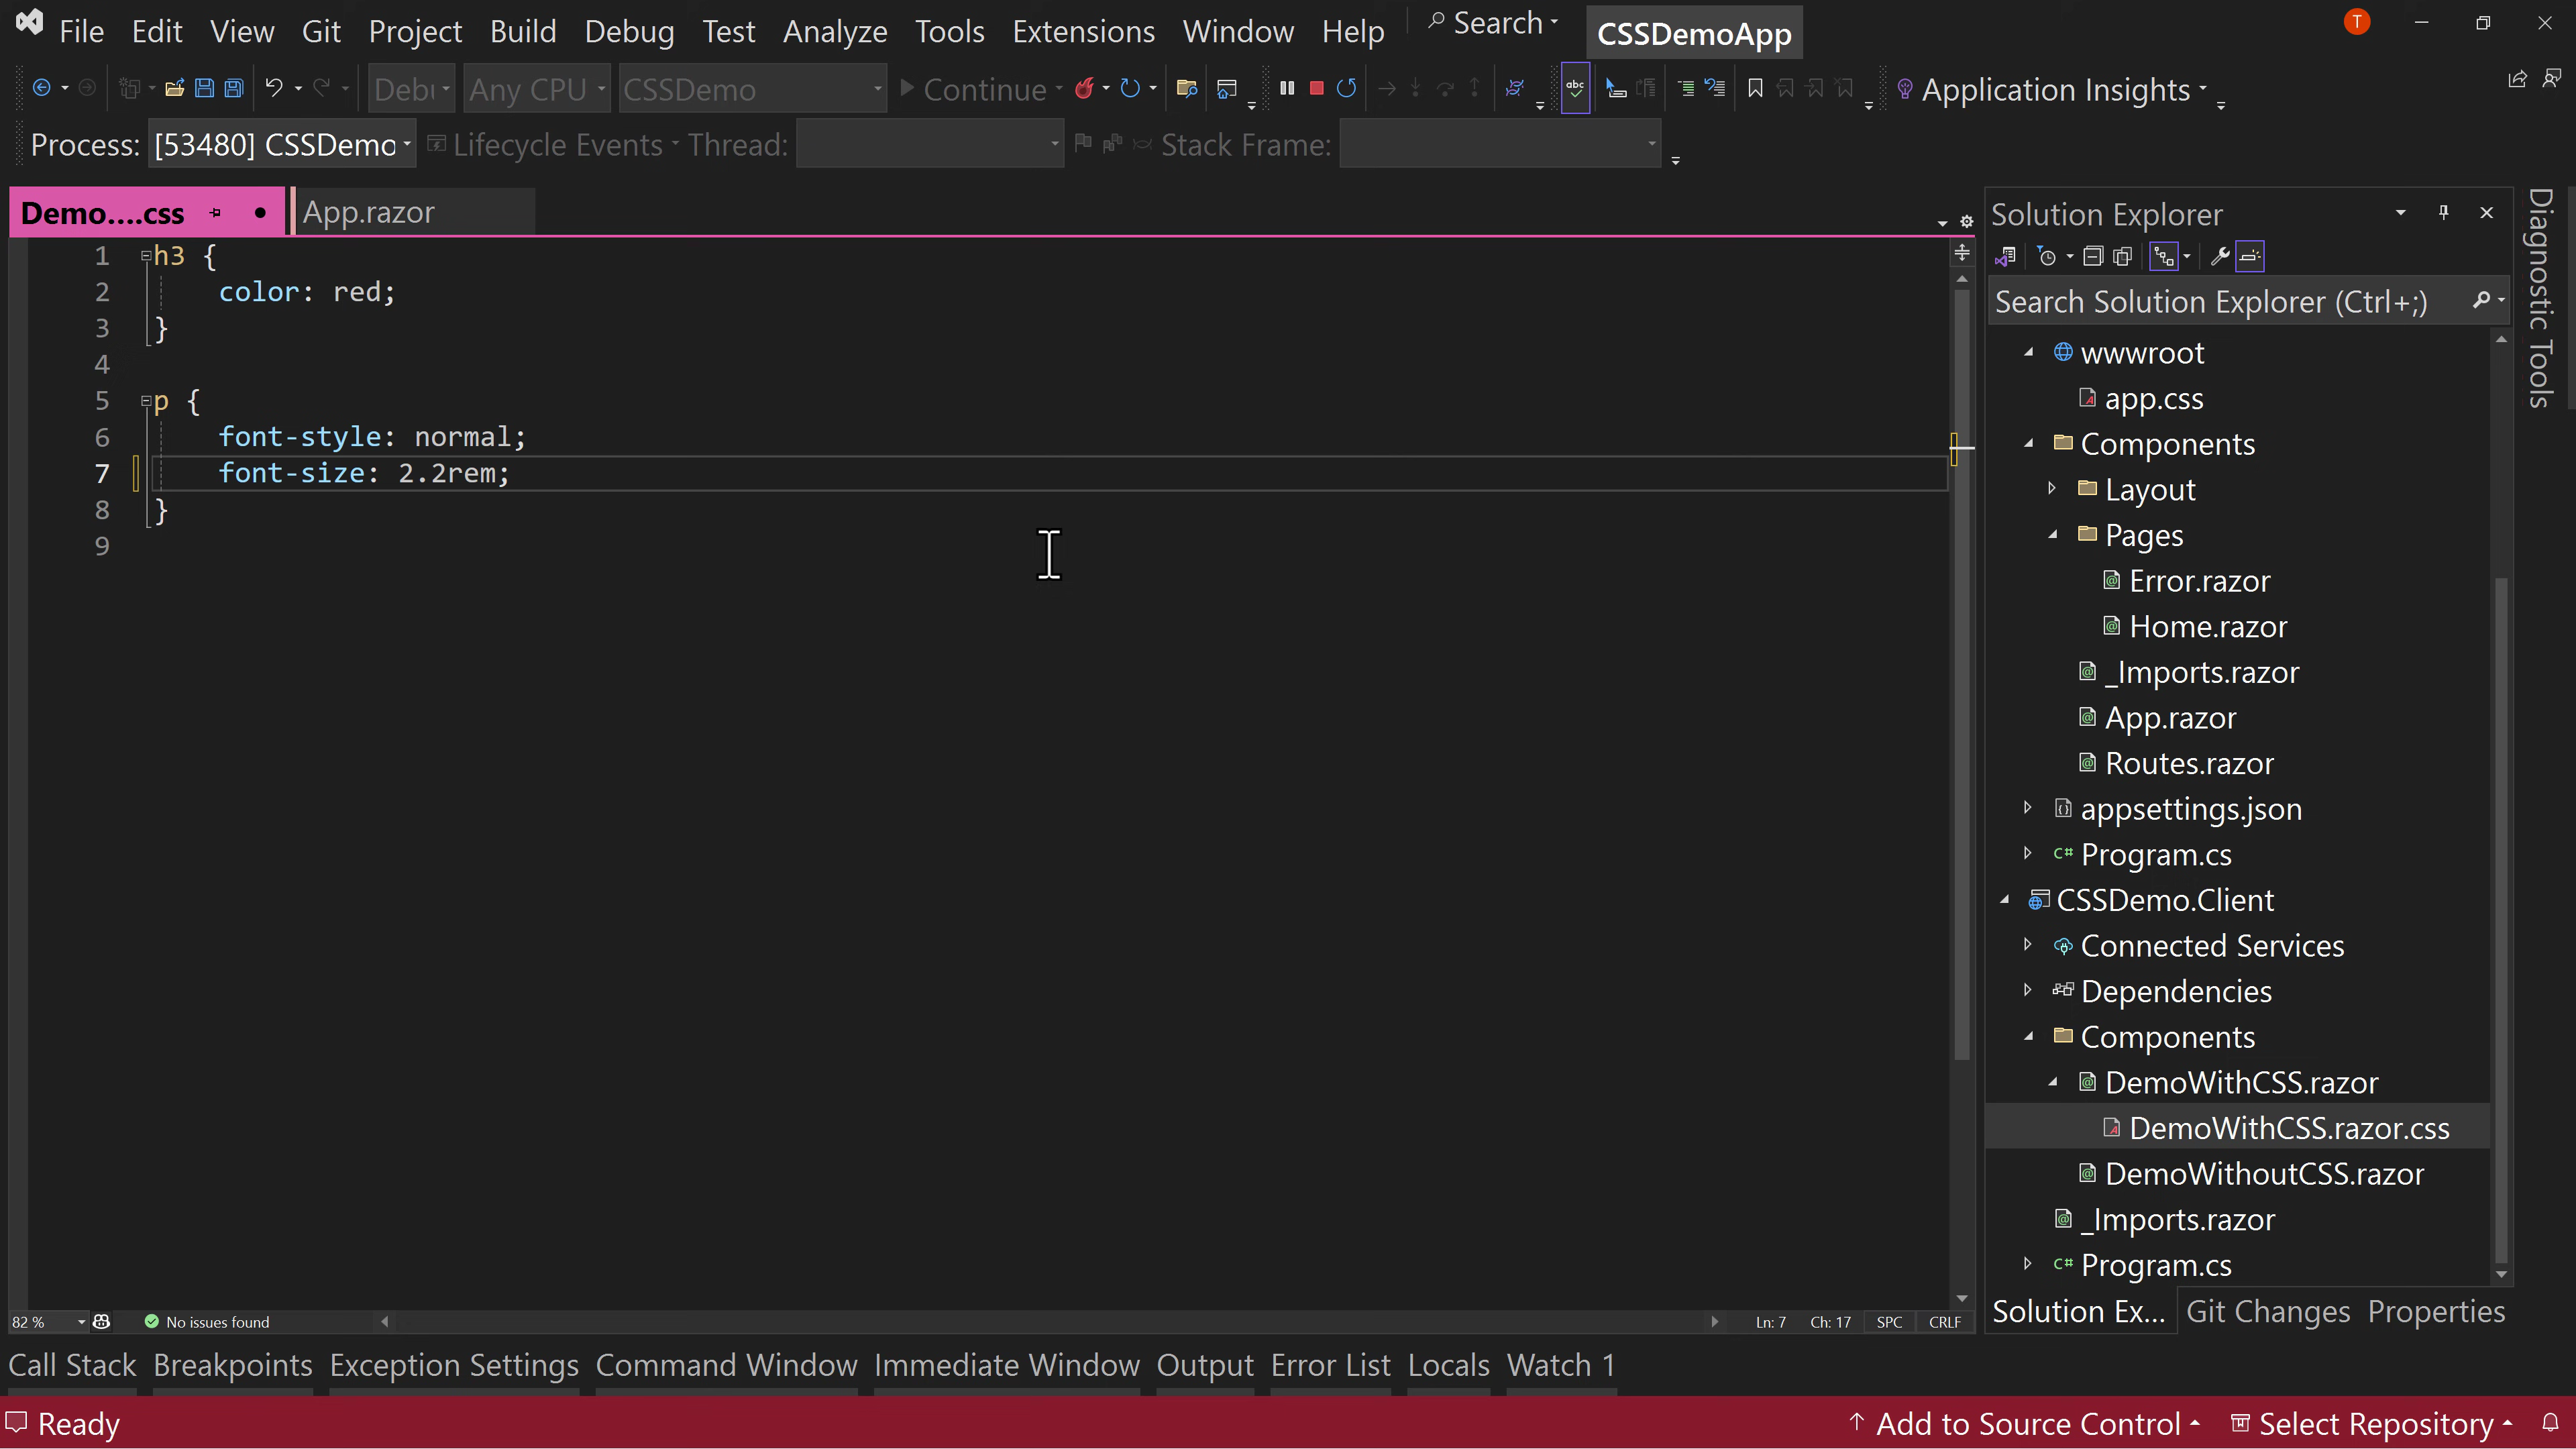 File Edit View Git Project Build Debug Test Analyze Tools Extensions Window Help Search CSSDemoApp T
Debu Any CPU CSSDemo Continue abc Application Insights
Process: [53480] CSSDemo Lifecycle Events Thread: Stack Frame:
Demo....css App.razor
1 h3 {
2 color: red;
3 }
4
5 p {
6 font-style: normal;
7 font-size: 2.2rem;
8 }
9
82 % No issues found Ln: 7 Ch: 17 SPC CRLF
Solution Explorer
Search Solution Explorer (Ctrl+;)
wwwroot
app.css
Components
Layout
Pages
Error.razor
Home.razor
_Imports.razor
App.razor
Routes.razor
appsettings.json
C# Program.cs
CSSDemo.Client
Connected Services
Dependencies
Components
DemoWithCSS.razor
DemoWithCSS.razor.css
DemoWithoutCSS.razor
_Imports.razor
C# Program.cs
Solution Ex... Git Changes Properties
Diagnostic Tools
Call Stack Breakpoints Exception Settings Command Window Immediate Window Output Error List Locals Watch 1
Ready Add to Source Control Select Repository